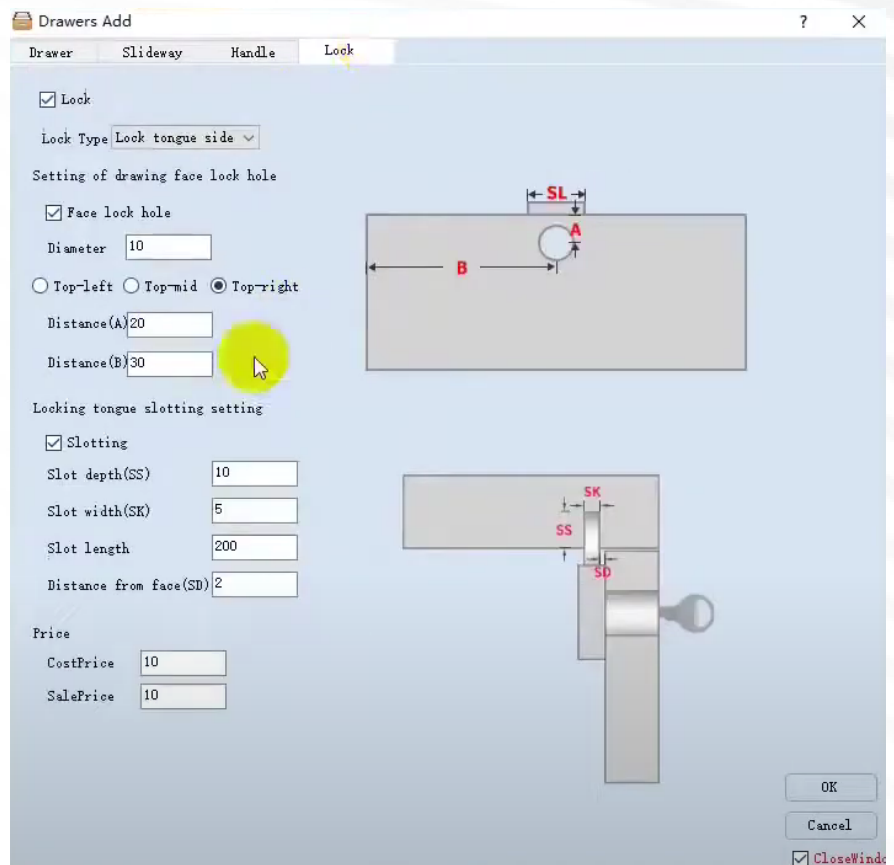 Drawers Add ? ×
Drawer Slideway Handle Lock
Lock
Lock Type Lock tongue side
Setting of drawing face lock hole
Face lock hole
Diameter 10
Top-left Top-mid Top-right
Distance(A) 20
Distance(B) 30
Locking tongue slotting setting
Slotting
Slot depth(SS) 10
Slot width(SK) 5
Slot length 200
Distance from face(SD) 2
Price
CostPrice 10
SalePrice 10
SL
A
B
SK
SS
SD
OK
Cancel